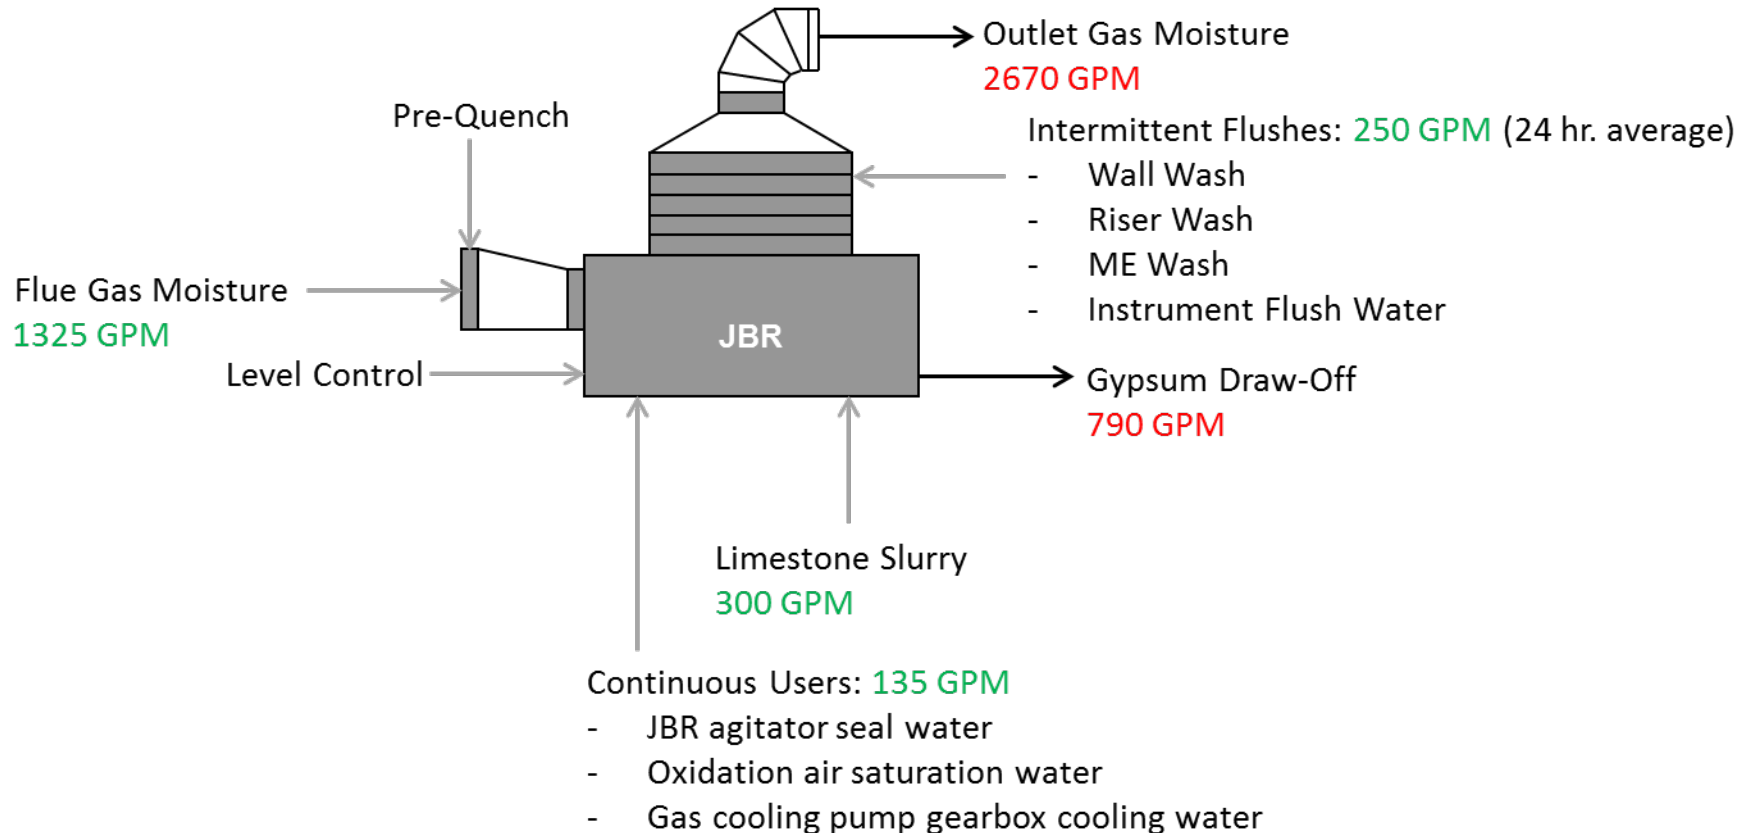 Outlet Gas Moisture
2670 GPM
Pre-Quench
Intermittent Flushes: 250 GPM (24 hr. average)
- Wall Wash
- Riser Wash
- ME Wash
- Instrument Flush Water
Flue Gas Moisture
1325 GPM
JBR
Level Control
Gypsum Draw-Off
790 GPM
Limestone Slurry
300 GPM
Continuous Users: 135 GPM
- JBR agitator seal water
- Oxidation air saturation water
- Gas cooling pump gearbox cooling water